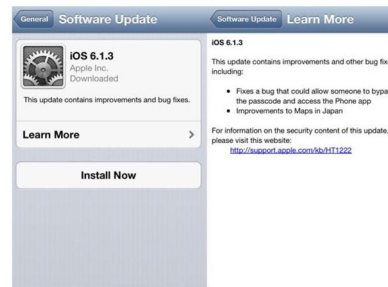 General Software Update
iOS 6.1.3
Apple Inc.
Downloaded
This update contains improvements and bug fixes.
Learn More
Install Now
Software Update Learn More
iOS 6.1.3
This update contains improvements and other bug fix
including:
• Fixes a bug that could allow someone to bypa
the passcode and access the Phone app
• Improvements to Maps in Japan
For information on the security content of this update,
please visit this website:
http://support.apple.com/kb/HT1222